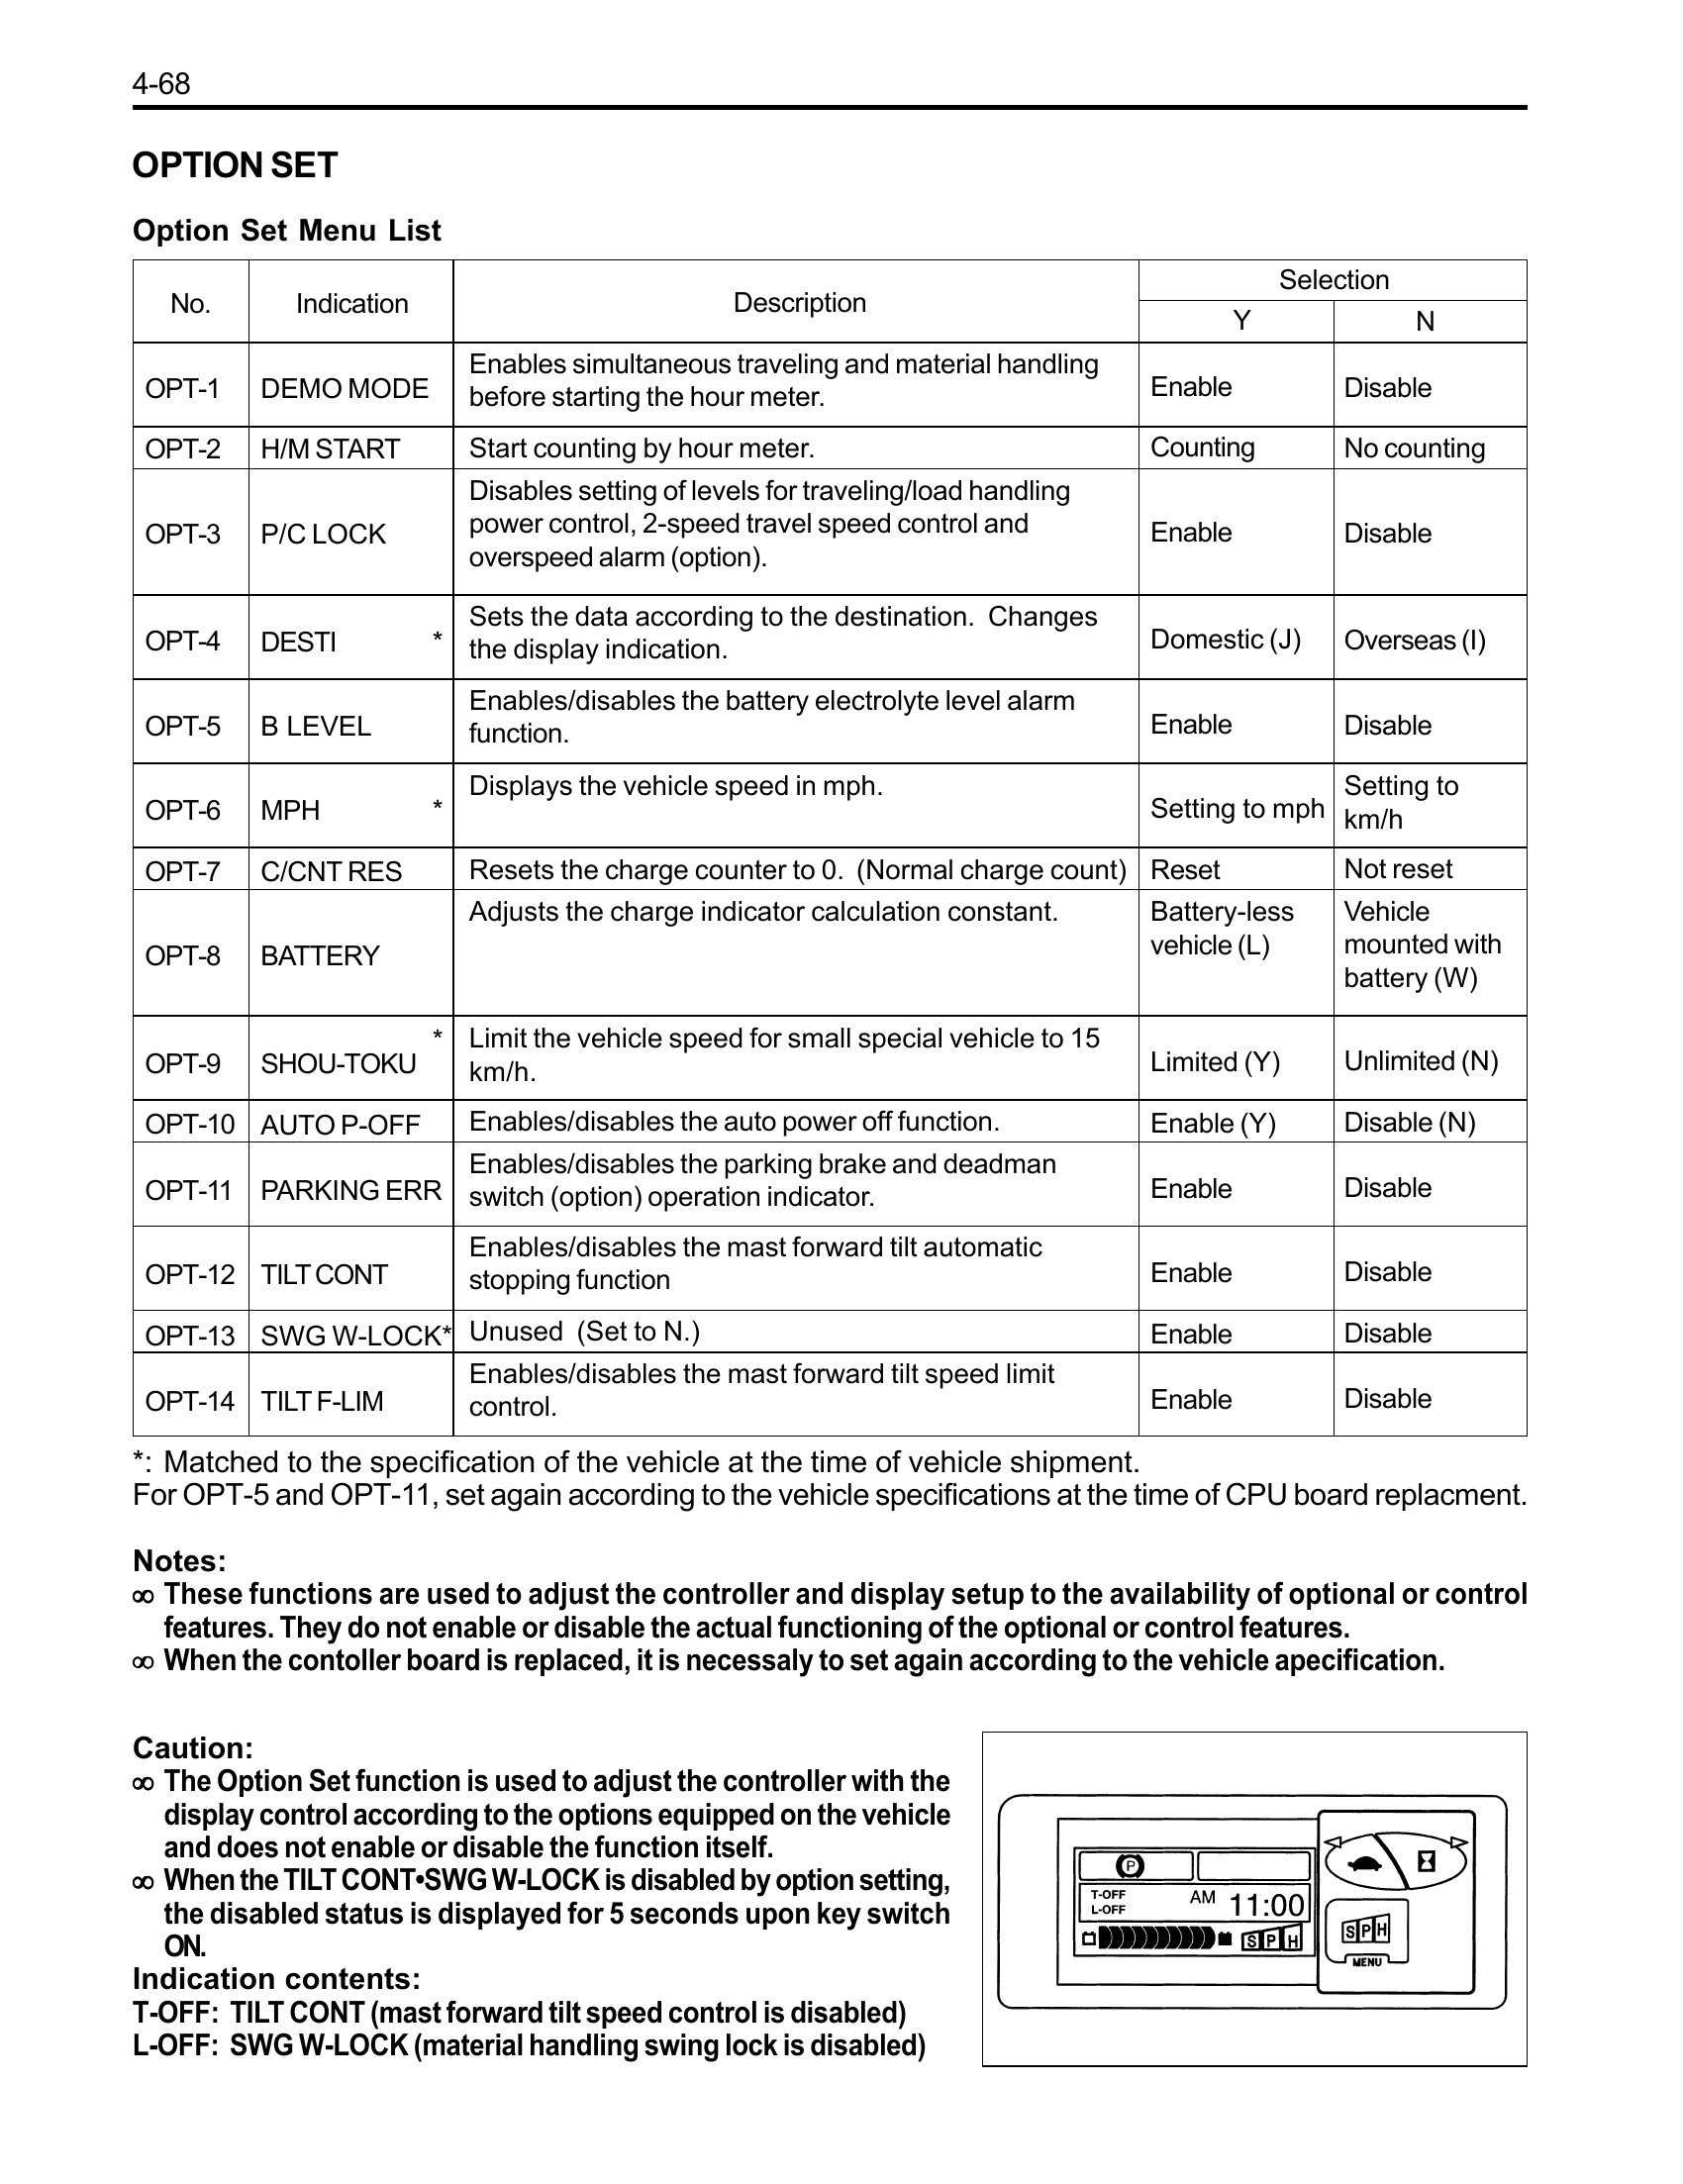 4-68
OPTION SET
Option Set Menu List
No. Indication Description Selection
Y N
OPT-1 DEMO MODE Enables simultaneous traveling and material handling
before starting the hour meter. Enable Disable
OPT-2 H/M START Start counting by hour meter. Counting No counting
OPT-3 P/C LOCK Disables setting of levels for traveling/load handling
power control, 2-speed travel speed control and
overspeed alarm (option). Enable Disable
OPT-4 DESTI * Sets the data according to the destination. Changes
the display indication. Domestic (J) Overseas (I)
OPT-5 B LEVEL Enables/disables the battery electrolyte level alarm
function. Enable Disable
OPT-6 MPH * Displays the vehicle speed in mph. Setting to mph Setting to
km/h
OPT-7 C/CNT RES Resets the charge counter to 0. (Normal charge count) Reset Not reset
OPT-8 BATTERY Adjusts the charge indicator calculation constant. Battery-less
vehicle (L) Vehicle
mounted with
battery (W)
OPT-9 SHOU-TOKU * Limit the vehicle speed for small special vehicle to 15
km/h. Limited (Y) Unlimited (N)
OPT-10 AUTO P-OFF Enables/disables the auto power off function. Enable (Y) Disable (N)
OPT-11 PARKING ERR Enables/disables the parking brake and deadman
switch (option) operation indicator. Enable Disable
OPT-12 TILT CONT Enables/disables the mast forward tilt automatic
stopping function Enable Disable
OPT-13 SWG W-LOCK* Unused (Set to N.) Enable Disable
OPT-14 TILT F-LIM Enables/disables the mast forward tilt speed limit
control. Enable Disable
*: Matched to the specification of the vehicle at the time of vehicle shipment.
For OPT-5 and OPT-11, set again according to the vehicle specifications at the time of CPU board replacment.
Notes:
∞ These functions are used to adjust the controller and display setup to the availability of optional or control
features. They do not enable or disable the actual functioning of the optional or control features.
∞ When the contoller board is replaced, it is necessaly to set again according to the vehicle apecification.
Caution:
∞ The Option Set function is used to adjust the controller with the
display control according to the options equipped on the vehicle
and does not enable or disable the function itself.
∞ When the TILT CONT•SWG W-LOCK is disabled by option setting,
the disabled status is displayed for 5 seconds upon key switch
ON.
Indication contents:
T-OFF: TILT CONT (mast forward tilt speed control is disabled)
L-OFF: SWG W-LOCK (material handling swing lock is disabled)
P
T-OFF
L-OFF
AM 11:00
S P H
S P H
MENU